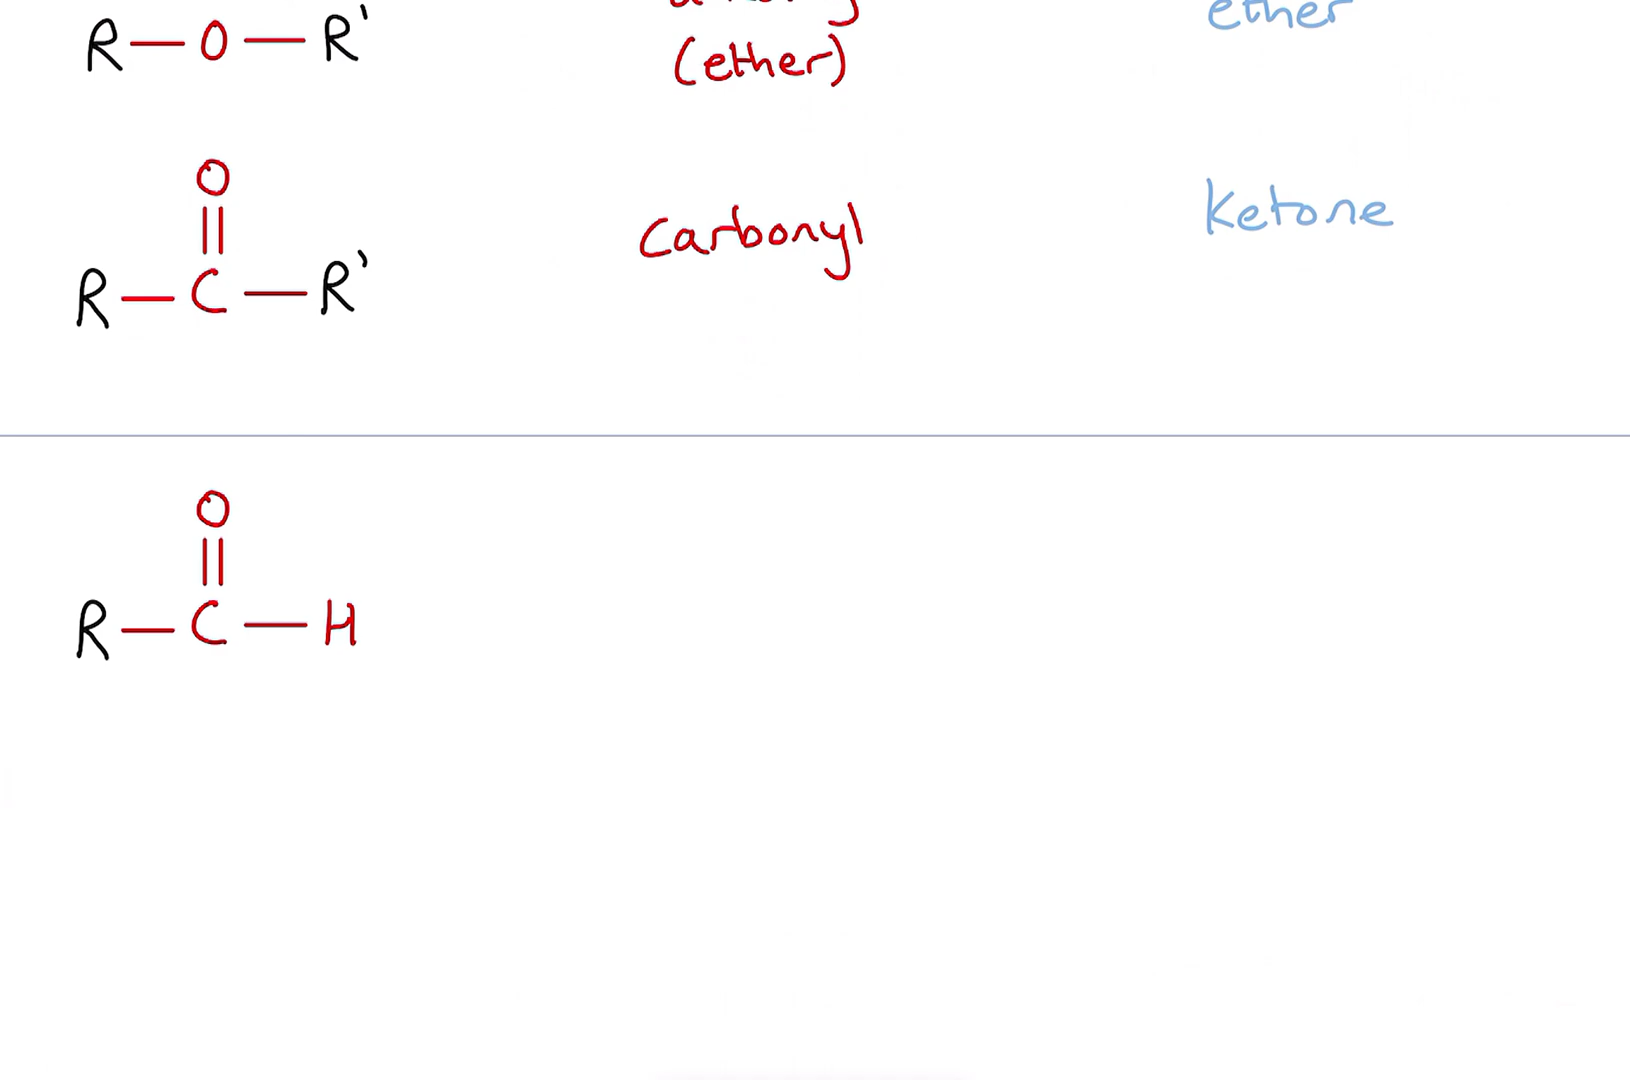 R—O—R' ether
(ether)
O
||
R—C—R' Carbonyl Ketone
O
||
R—C—H